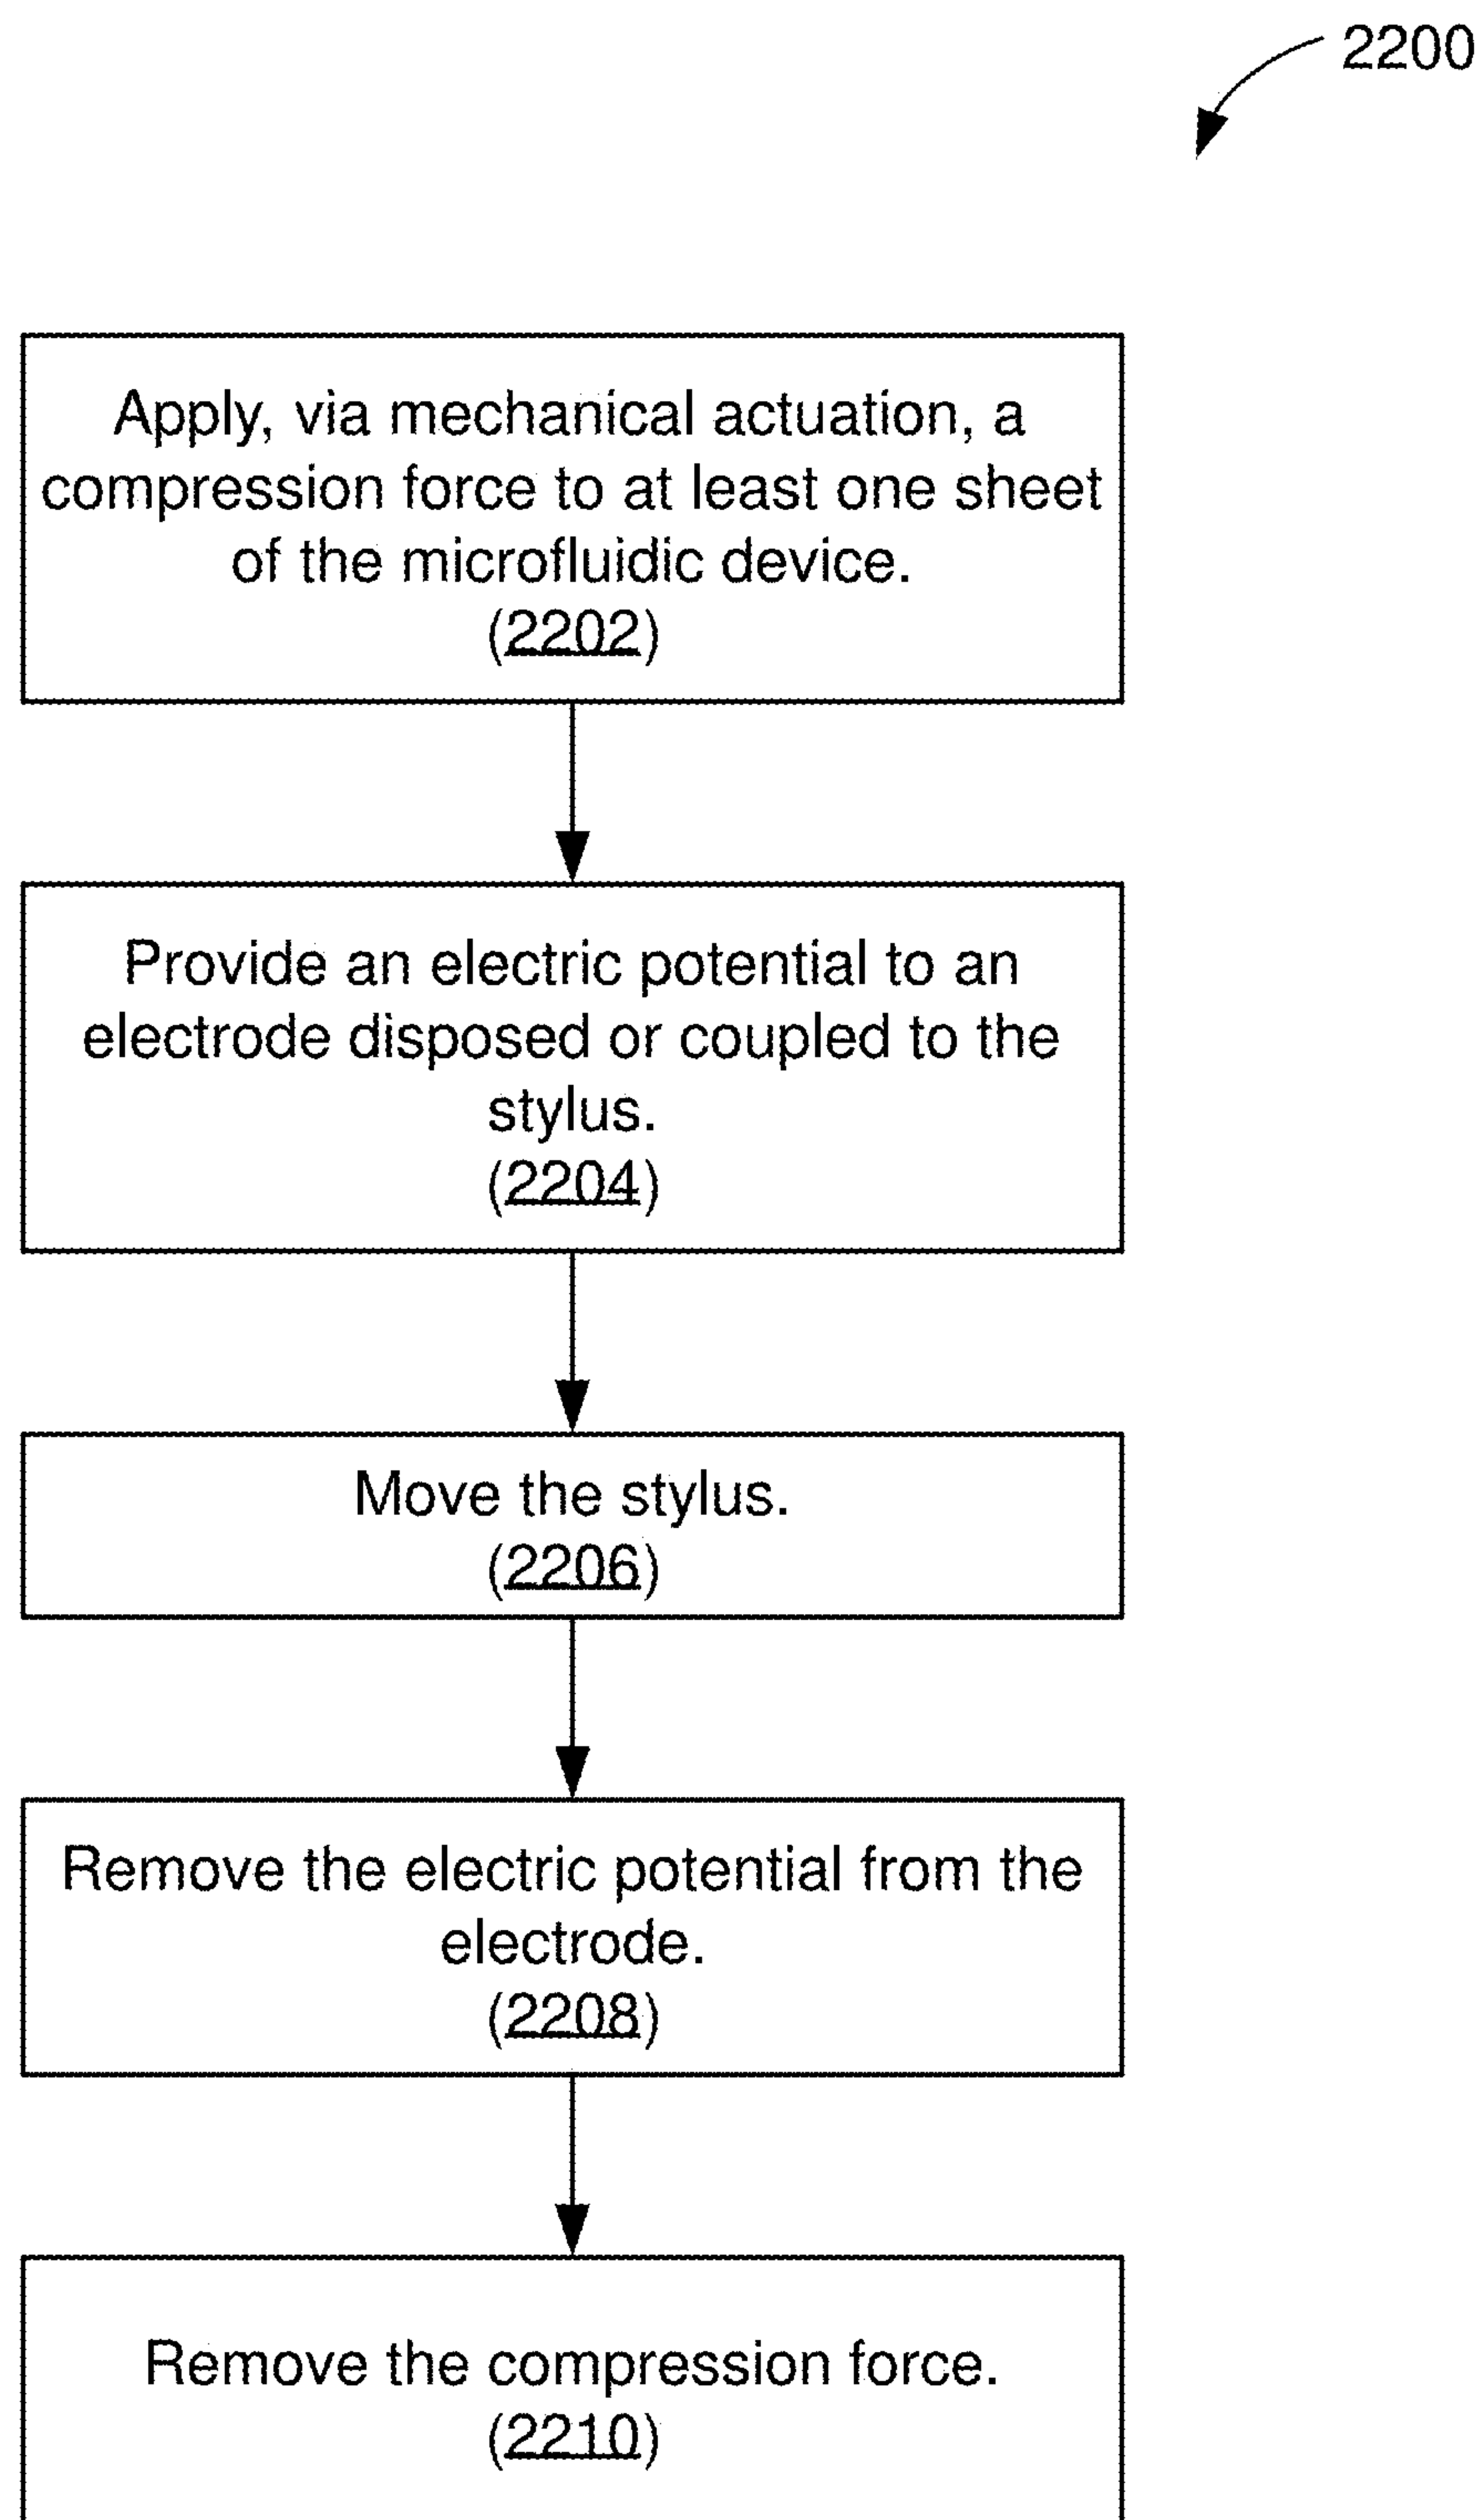 2200
Apply, via mechanical actuation, a
compression force to at least one sheet
of the microfluidic device.
(2202)
Provide an electric potential to an
electrode disposed or coupled to the
stylus.
(2204)
Move the stylus.
(2206)
Remove the electric potential from the
electrode.
(2208)
Remove the compression force.
(2210)